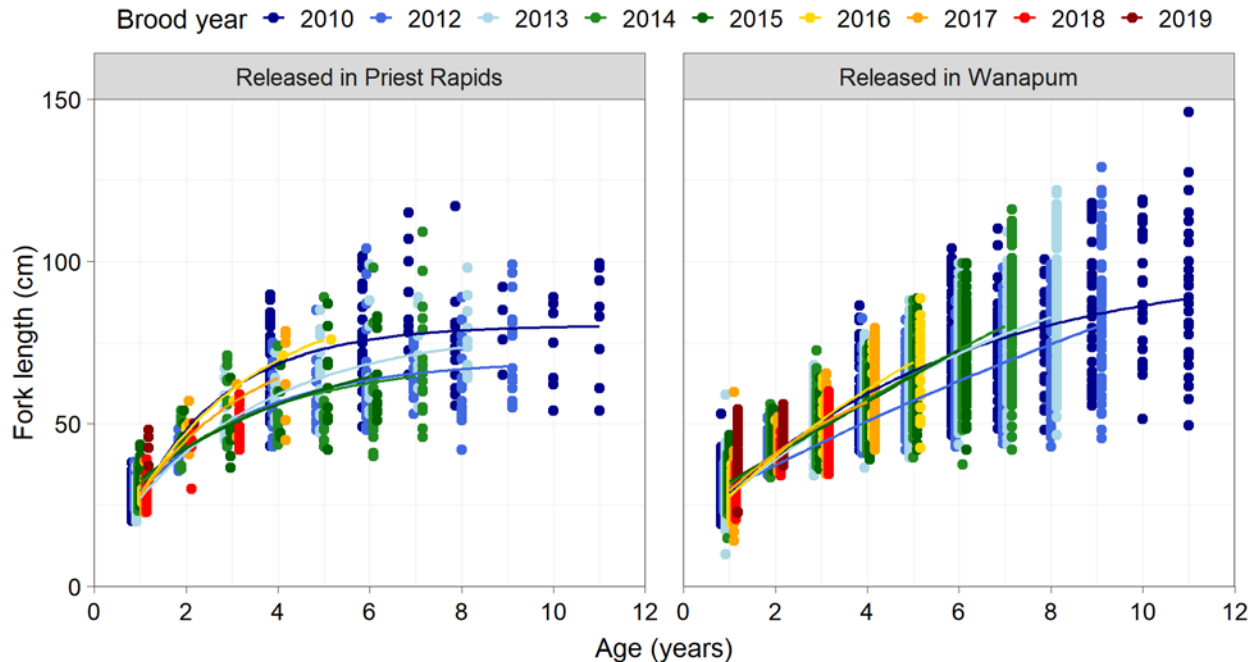 Brood year 2010 2012 2013 2014 2015 2016 2017 2018 2019
Released in Priest Rapids Released in Wanapum
150
100
50
0
0 2 4 6 8 10 12 0 2 4 6 8 10 12
Fork length (cm)
Age (years)